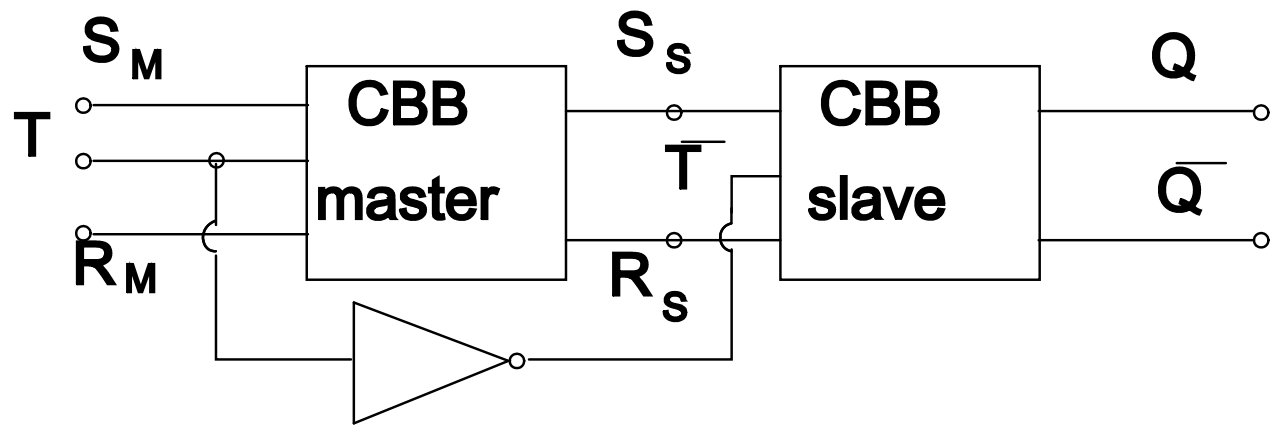 S M
T
R M
CBB
master
S S
T̅
R S
CBB
slave
Q
Q̅